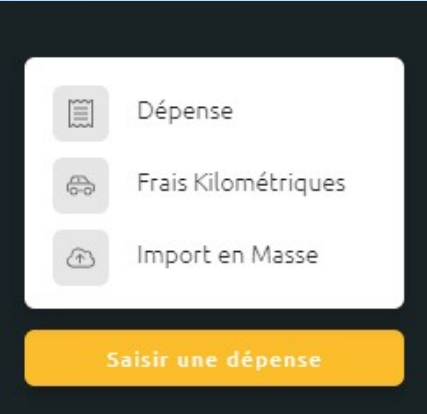 Dépense
Frais Kilométriques
Import en Masse
Saisir une dépense